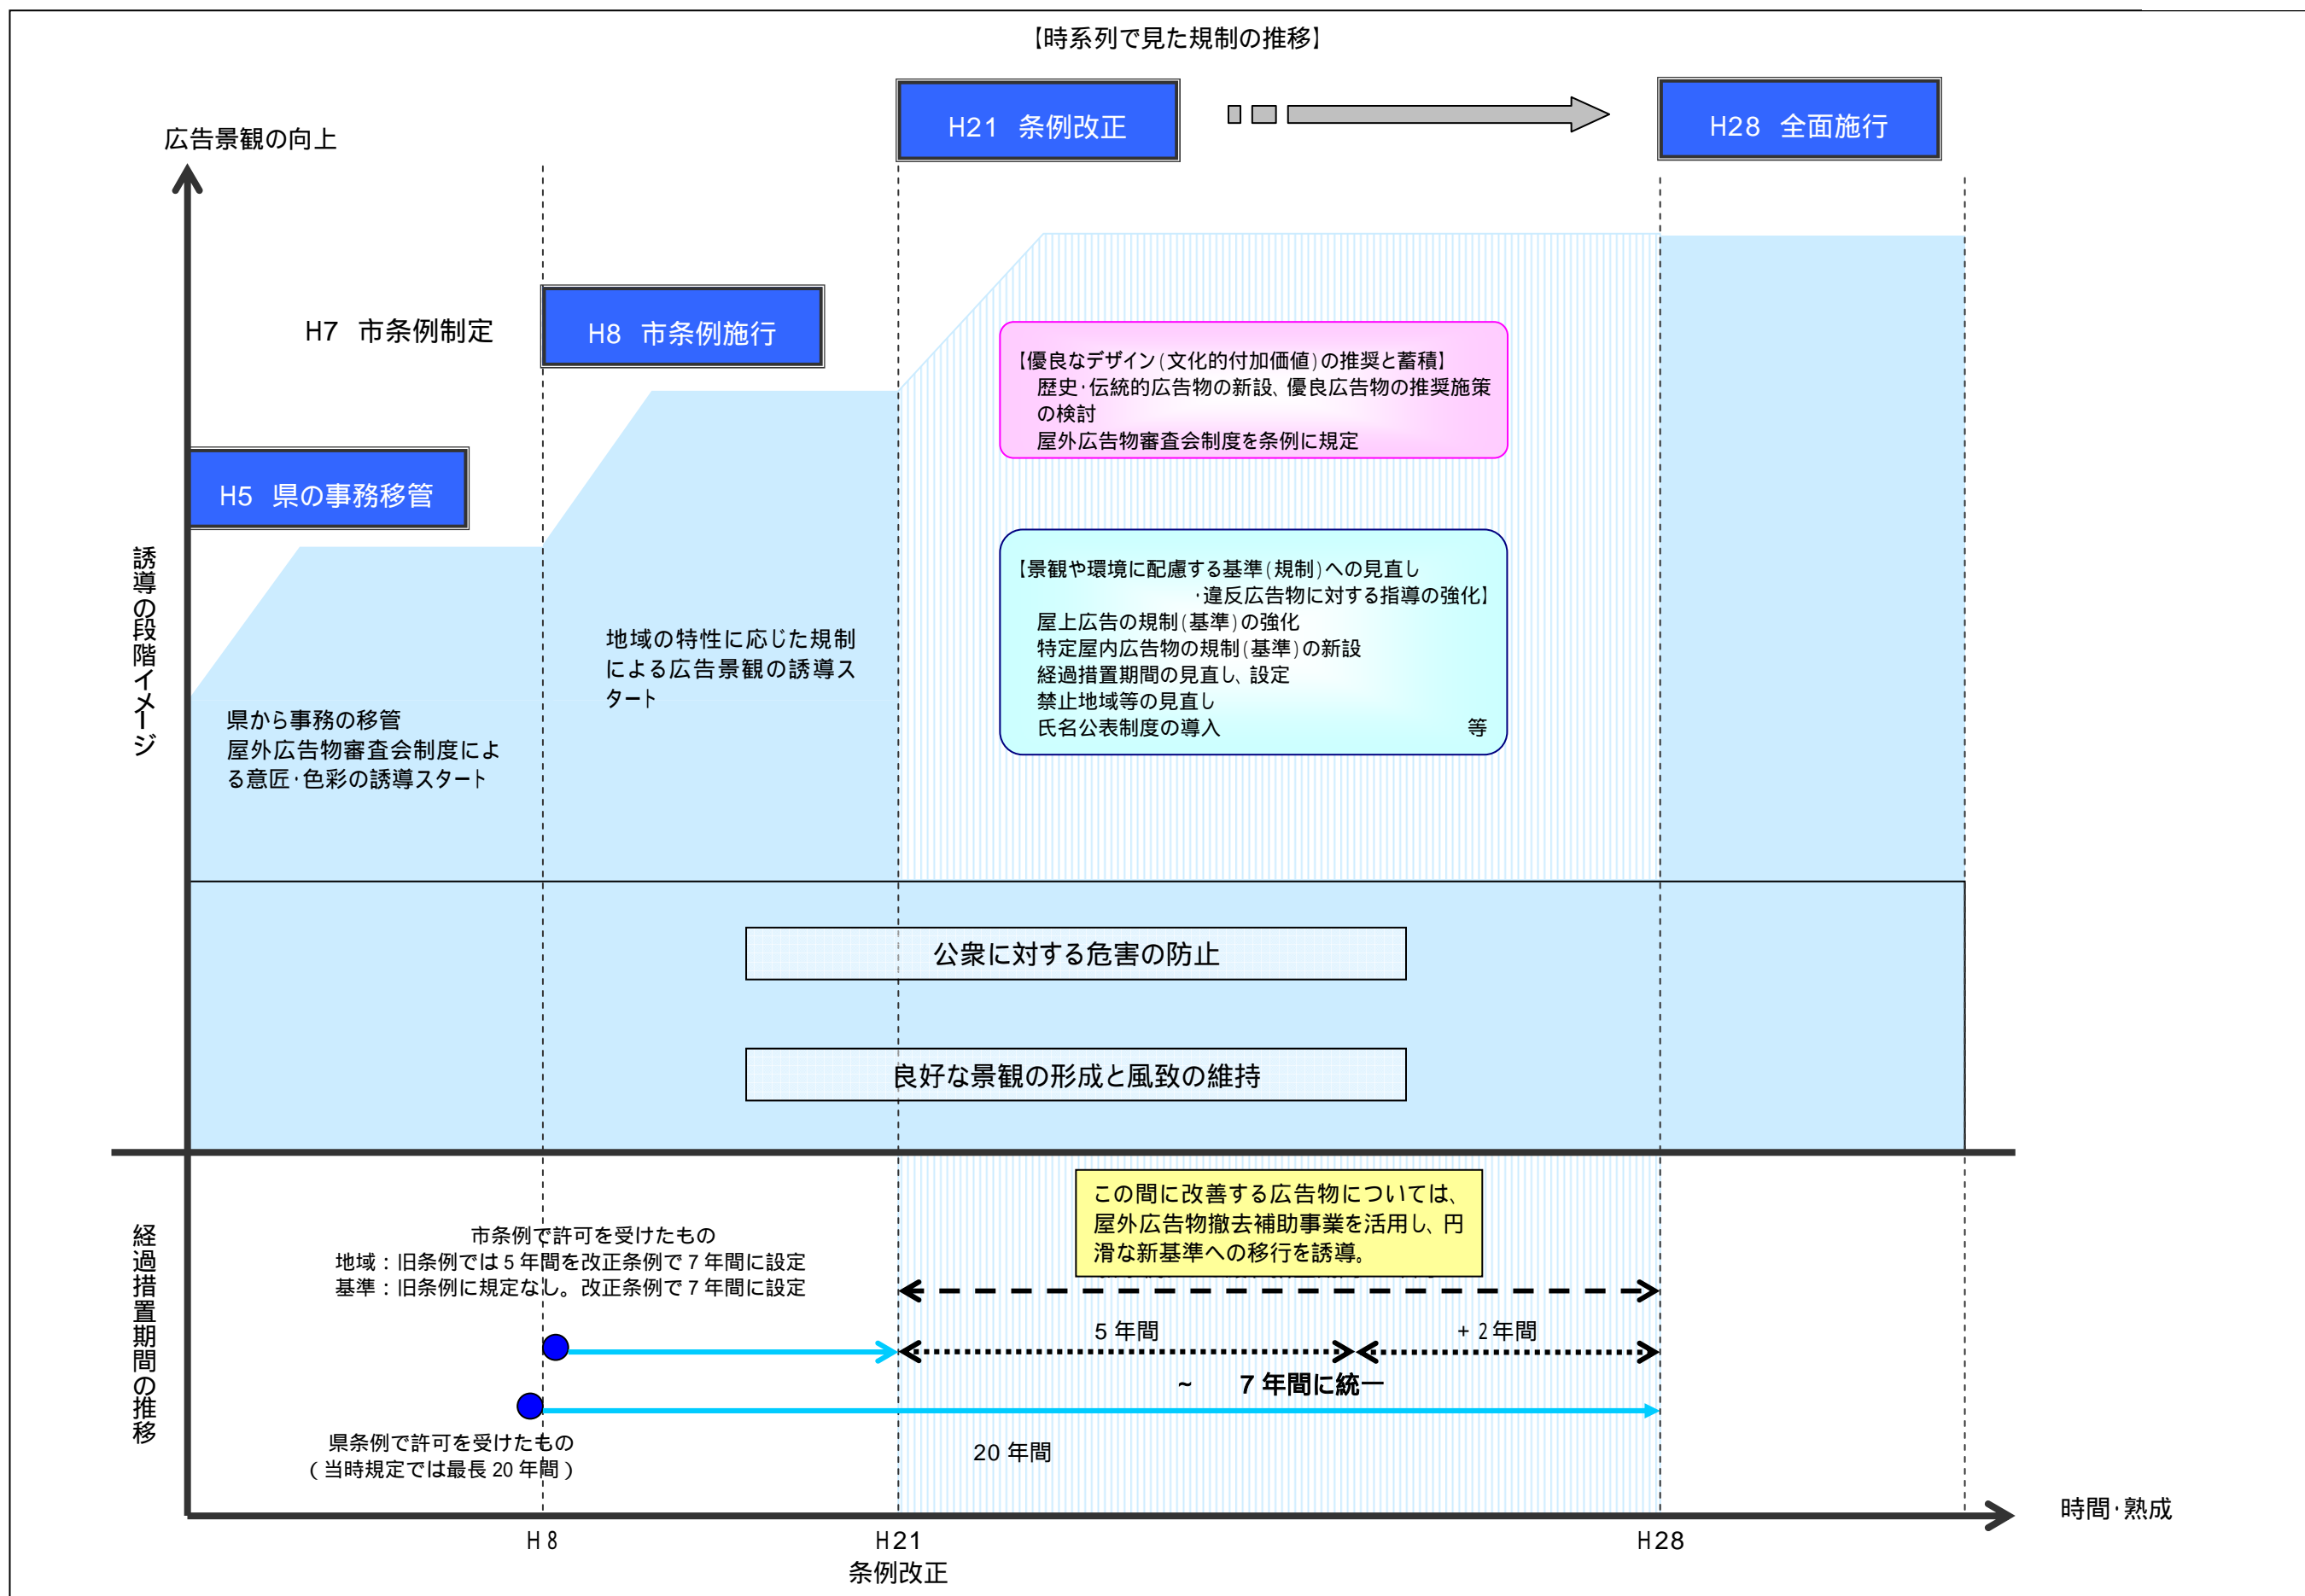 【時系列で見た規制の推移】
H21 条例改正
H28 全面施行
広告景観の向上
H7 市条例制定
H8 市条例施行
【優良なデザイン(文化的付加価値)の推奨と蓄積】
歴史・伝統的広告物の新設、優良広告物の推奨施策
の検討
屋外広告物審査会制度を条例に規定
H5 県の事務移管
誘導の段階イメージ
【景観や環境に配慮する基準(規制)への見直し
・違反広告物に対する指導の強化】
屋上広告の規制(基準)の強化
特定屋内広告物の規制(基準)の新設
経過措置期間の見直し、設定
禁止地域等の見直し
氏名公表制度の導入 等
地域の特性に応じた規制
による広告景観の誘導ス
タート
県から事務の移管
屋外広告物審査会制度によ
る意匠・色彩の誘導スタート
公衆に対する危害の防止
良好な景観の形成と風致の維持
この間に改善する広告物については、
屋外広告物撤去補助事業を活用し、円
滑な新基準への移行を誘導。
経過措置期間の推移
市条例で許可を受けたもの
地域：旧条例では5年間を改正条例で7年間に設定
基準：旧条例に規定なし。改正条例で7年間に設定
5年間
+2年間
~ 7年間に統一
県条例で許可を受けたもの
(当時規定では最長20年間)
20年間
時間・熟成
H8
H21
条例改正
H28